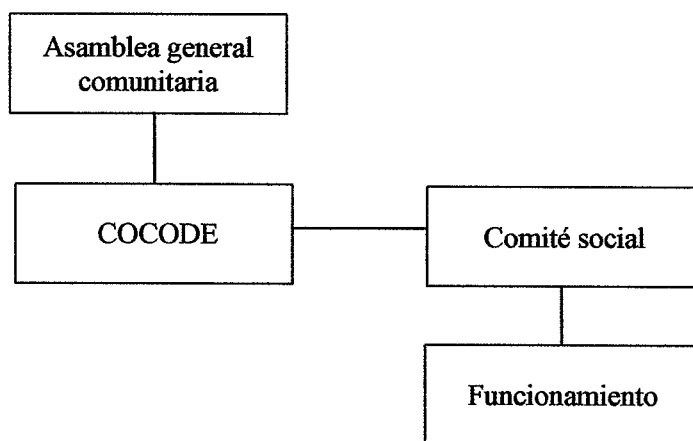 Asamblea general
comunitaria
COCODE
Comité social
Funcionamiento